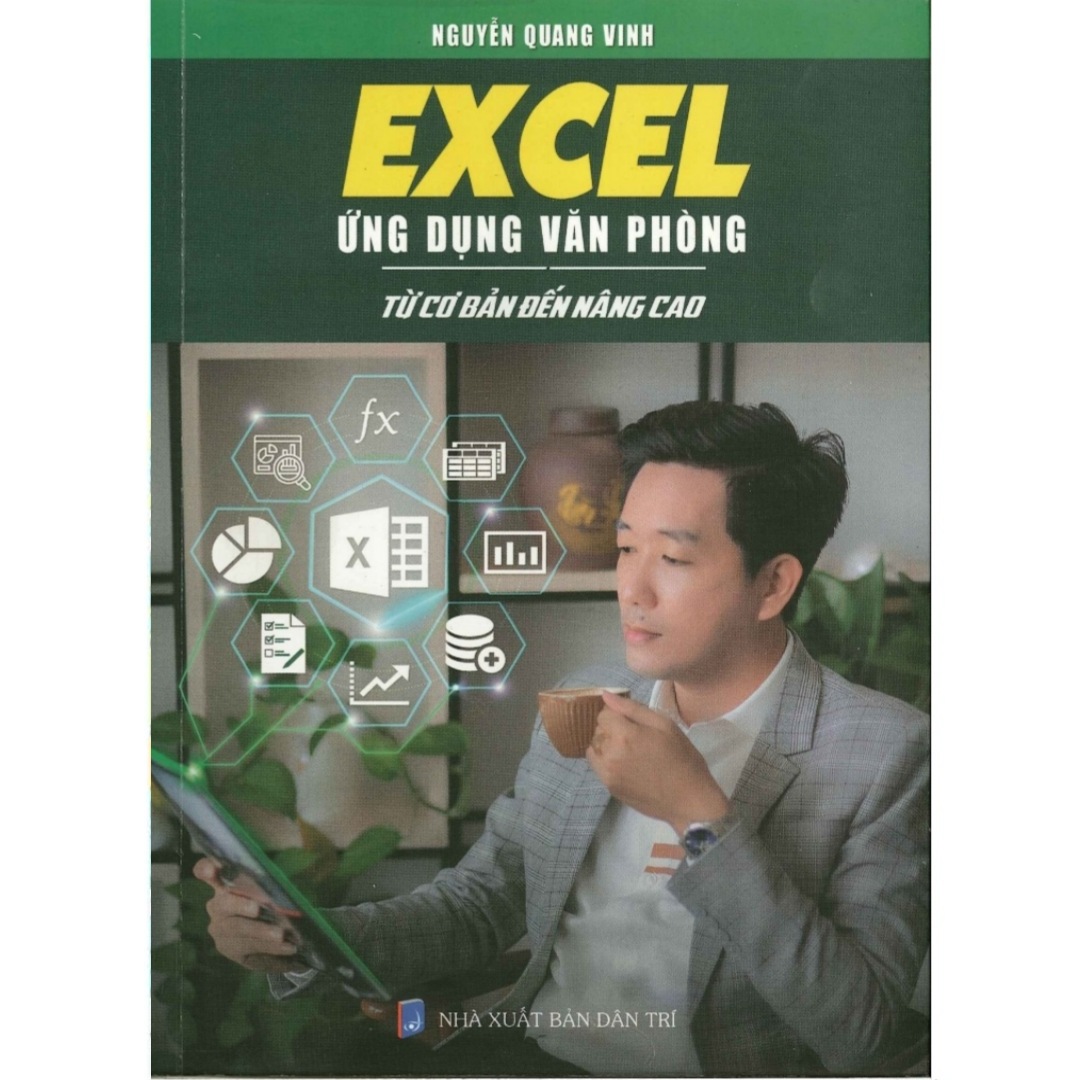 NGUYỄN QUANG VINH
EXCEL
ỨNG DỤNG VĂN PHÒNG
TỪ CƠ BẢN ĐẾN NÂNG CAO
fx
X
NHÀ XUẤT BẢN DÂN TRÍ